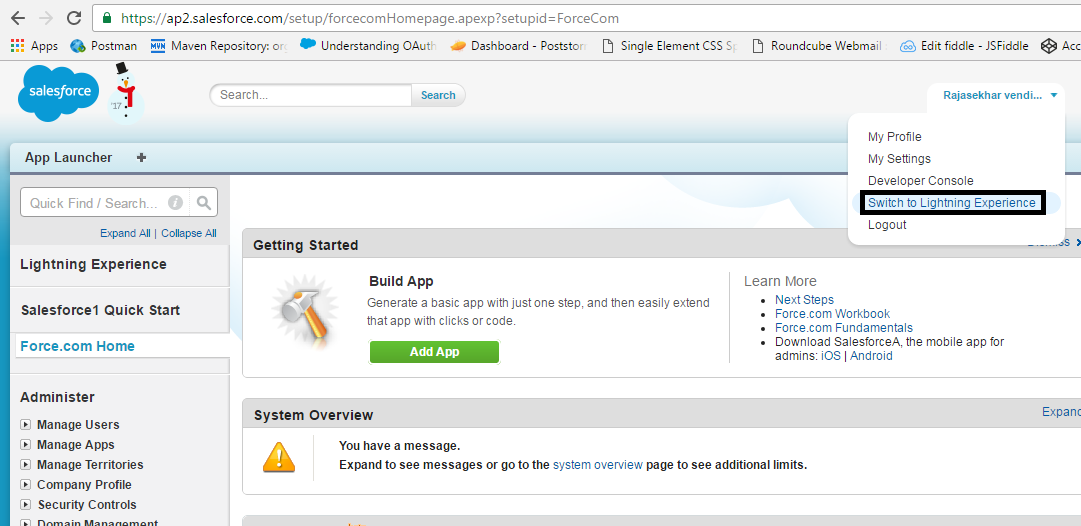 https://ap2.salesforce.com/setup/forcecomHomepage.apexp?setupid=ForceCom
Apps Postman Maven Repository: Understanding OAuth Dashboard - Postston Single Element CSS Roundcube Webmail Edit fiddle - JSFiddle
salesforce
'17
Search...
Search
Rajasekhar vendi...
My Profile
My Settings
Developer Console
Switch to Lightning Experience
Logout
App Launcher +
Quick Find / Search...
Expand All | Collapse All
Lightning Experience
Salesforce1 Quick Start
Force.com Home
Administer
Manage Users
Manage Apps
Manage Territories
Company Profile
Security Controls
Domain Management
Getting Started
Build App
Generate a basic app with just one step, and then easily extend
that app with clicks or code.
Add App
Learn More
Next Steps
Force.com Workbook
Force.com Fundamentals
Download SalesforceA, the mobile app for
admins: iOS | Android
System Overview
Expand
You have a message.
Expand to see messages or go to the system overview page to see additional limits.